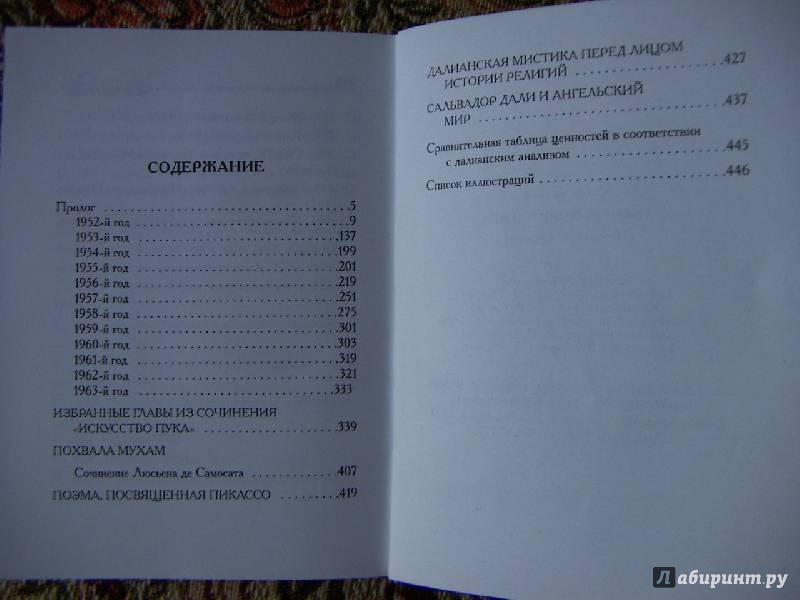 СОДЕРЖАНИЕ
Пролог ........ 5
1952-й год ........ 9
1953-й год ........ 137
1954-й год ........ 199
1955-й год ........ 201
1956-й год ........ 219
1957-й год ........ 251
1958-й год ........ 275
1959-й год ........ 301
1960-й год ........ 303
1961-й год ........ 319
1962-й год ........ 321
1963-й год ........ 333
ИЗБРАННЫЕ ГЛАВЫ ИЗ СОЧИНЕНИЯ
«ИСКУССТВО ПУКА» ........ 339
ПОХВАЛА МУХАМ
Сочинение Люсьена де Самосата ........ 407
ПОЭМА, ПОСВЯЩЕННАЯ ПИКАССО ........ 419
ДАЛИАНСКАЯ МИСТИКА ПЕРЕД ЛИЦОМ
ИСТОРИИ РЕЛИГИЙ ........ 427
САЛЬВАДОР ДАЛИ И АНГЕЛЬСКИЙ
МИР ........ 437
Сравнительная таблица ценностей в соответствии
с далианским анализом ........ 445
Список иллюстраций ........ 446
Лабиринт.ру